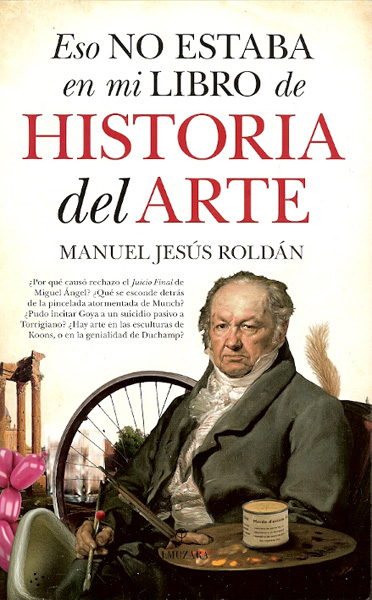 Eso NO ESTABA
en mi LIBRO de
HISTORIA
del ARTE
MANUEL JESÚS ROLDÁN
¿Por qué causó rechazo el Juicio Final de
Miguel Ángel? ¿Qué se esconde detrás
de la pincelada atormentada de Munch?
¿Pudo incitar Goya a un suicidio pasivo a
Torrigiano? ¿Hay arte en las esculturas de
Koons, o en la genialidad de Duchamp?
Merda d'artista
ALMUZARA